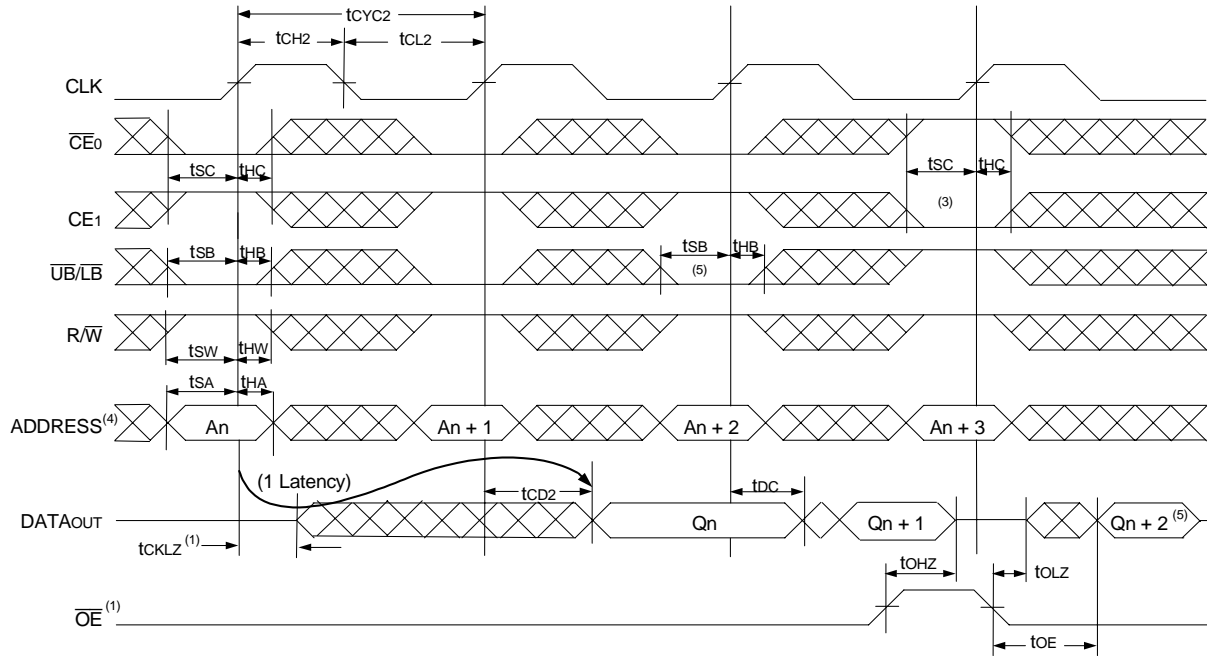 tCYC2
tCH2 tCL2
CLK
CE0
tSC tHC tSC tHC
CE1 (3)
tSB tHB tSB tHB
UB/LB (5)
R/W
tSW tHW
tSA tHA
ADDRESS(4) An An + 1 An + 2 An + 3
(1 Latency) tCD2 tDC
DATAOUT Qn Qn + 1 Qn + 2 (5)
tCKLZ (1)
tOHZ tOLZ
OE (1)
tOE